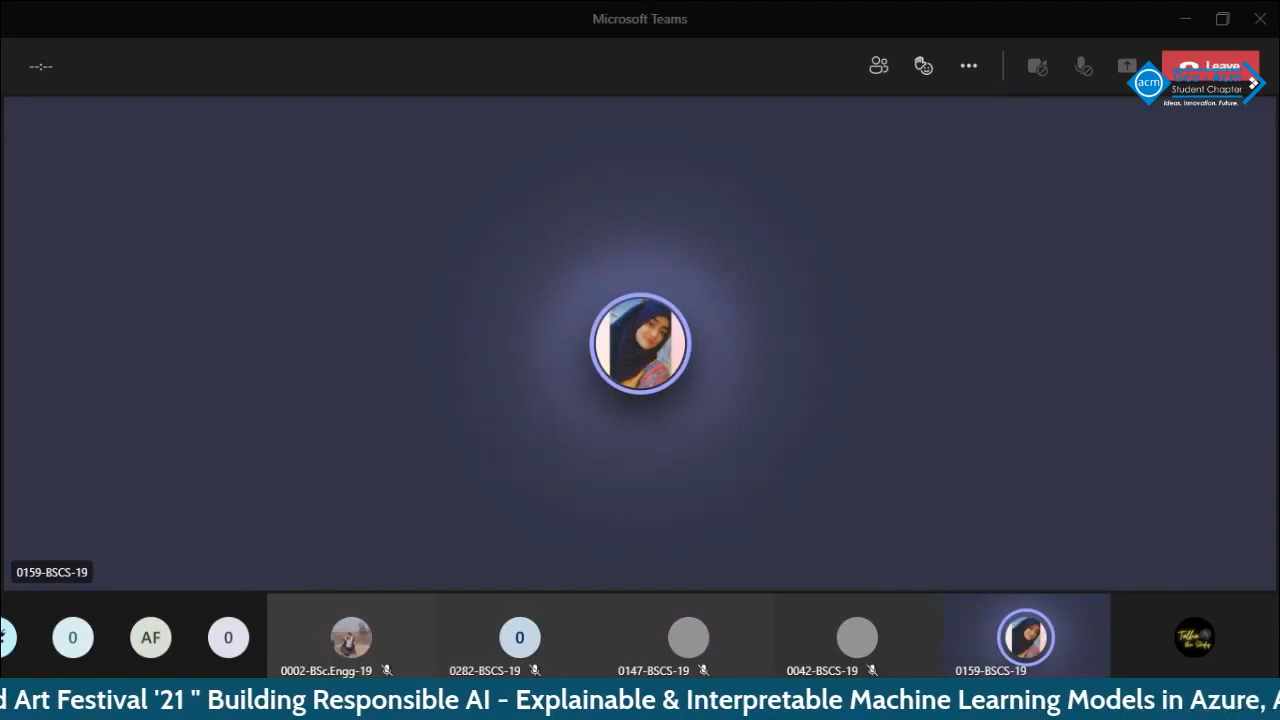 Microsoft Teams
--:--
Leave
acm
Student Chapter
Ideas. Innovation. Future.
0159-BSCS-19
0
AF
0
0
0002-BSc.Engg-19
0282-BSCS-19
0147-BSCS-19
0042-BSCS-19
0159-BSCS-19
d Art Festival '21 " Building Responsible AI - Explainable & Interpretable Machine Learning Models in Azure, A